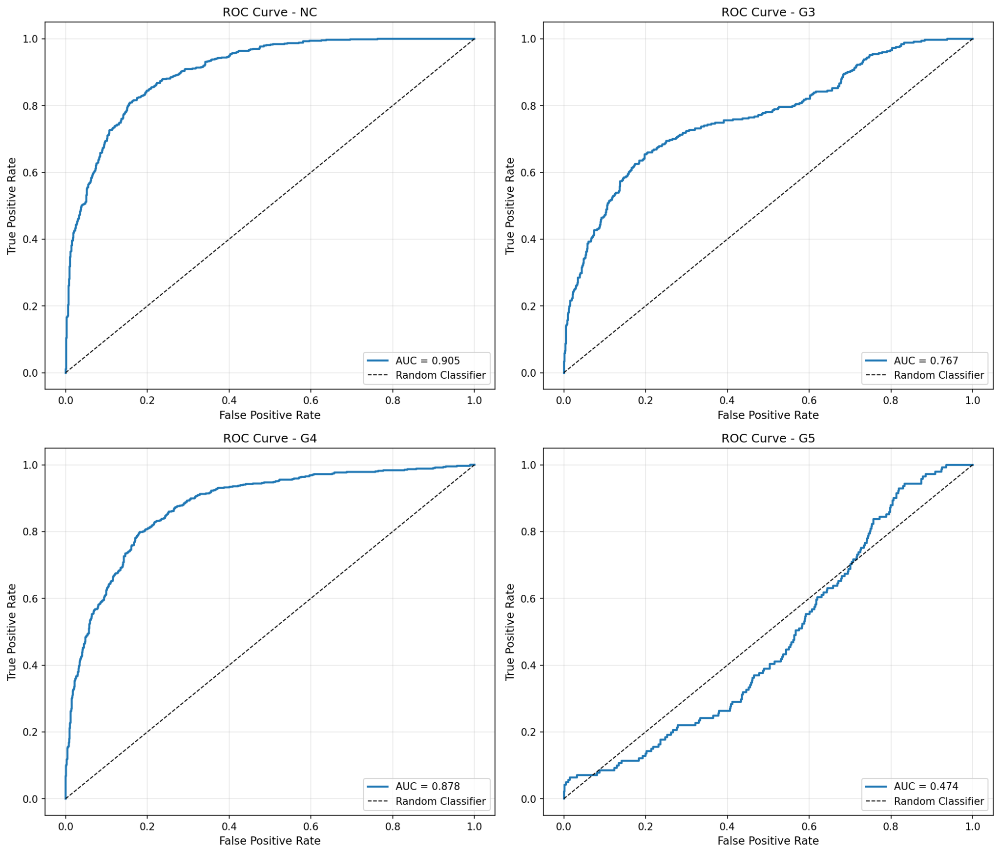 ROC Curve - NC
True Positive Rate
1.0
0.8
0.6
0.4
0.2
0.0
AUC = 0.905
Random Classifier
0.0 0.2 0.4 0.6 0.8 1.0
False Positive Rate
ROC Curve - G3
True Positive Rate
1.0
0.8
0.6
0.4
0.2
0.0
AUC = 0.767
Random Classifier
0.0 0.2 0.4 0.6 0.8 1.0
False Positive Rate
ROC Curve - G4
True Positive Rate
1.0
0.8
0.6
0.4
0.2
0.0
AUC = 0.878
Random Classifier
0.0 0.2 0.4 0.6 0.8 1.0
False Positive Rate
ROC Curve - G5
True Positive Rate
1.0
0.8
0.6
0.4
0.2
0.0
AUC = 0.474
Random Classifier
0.0 0.2 0.4 0.6 0.8 1.0
False Positive Rate